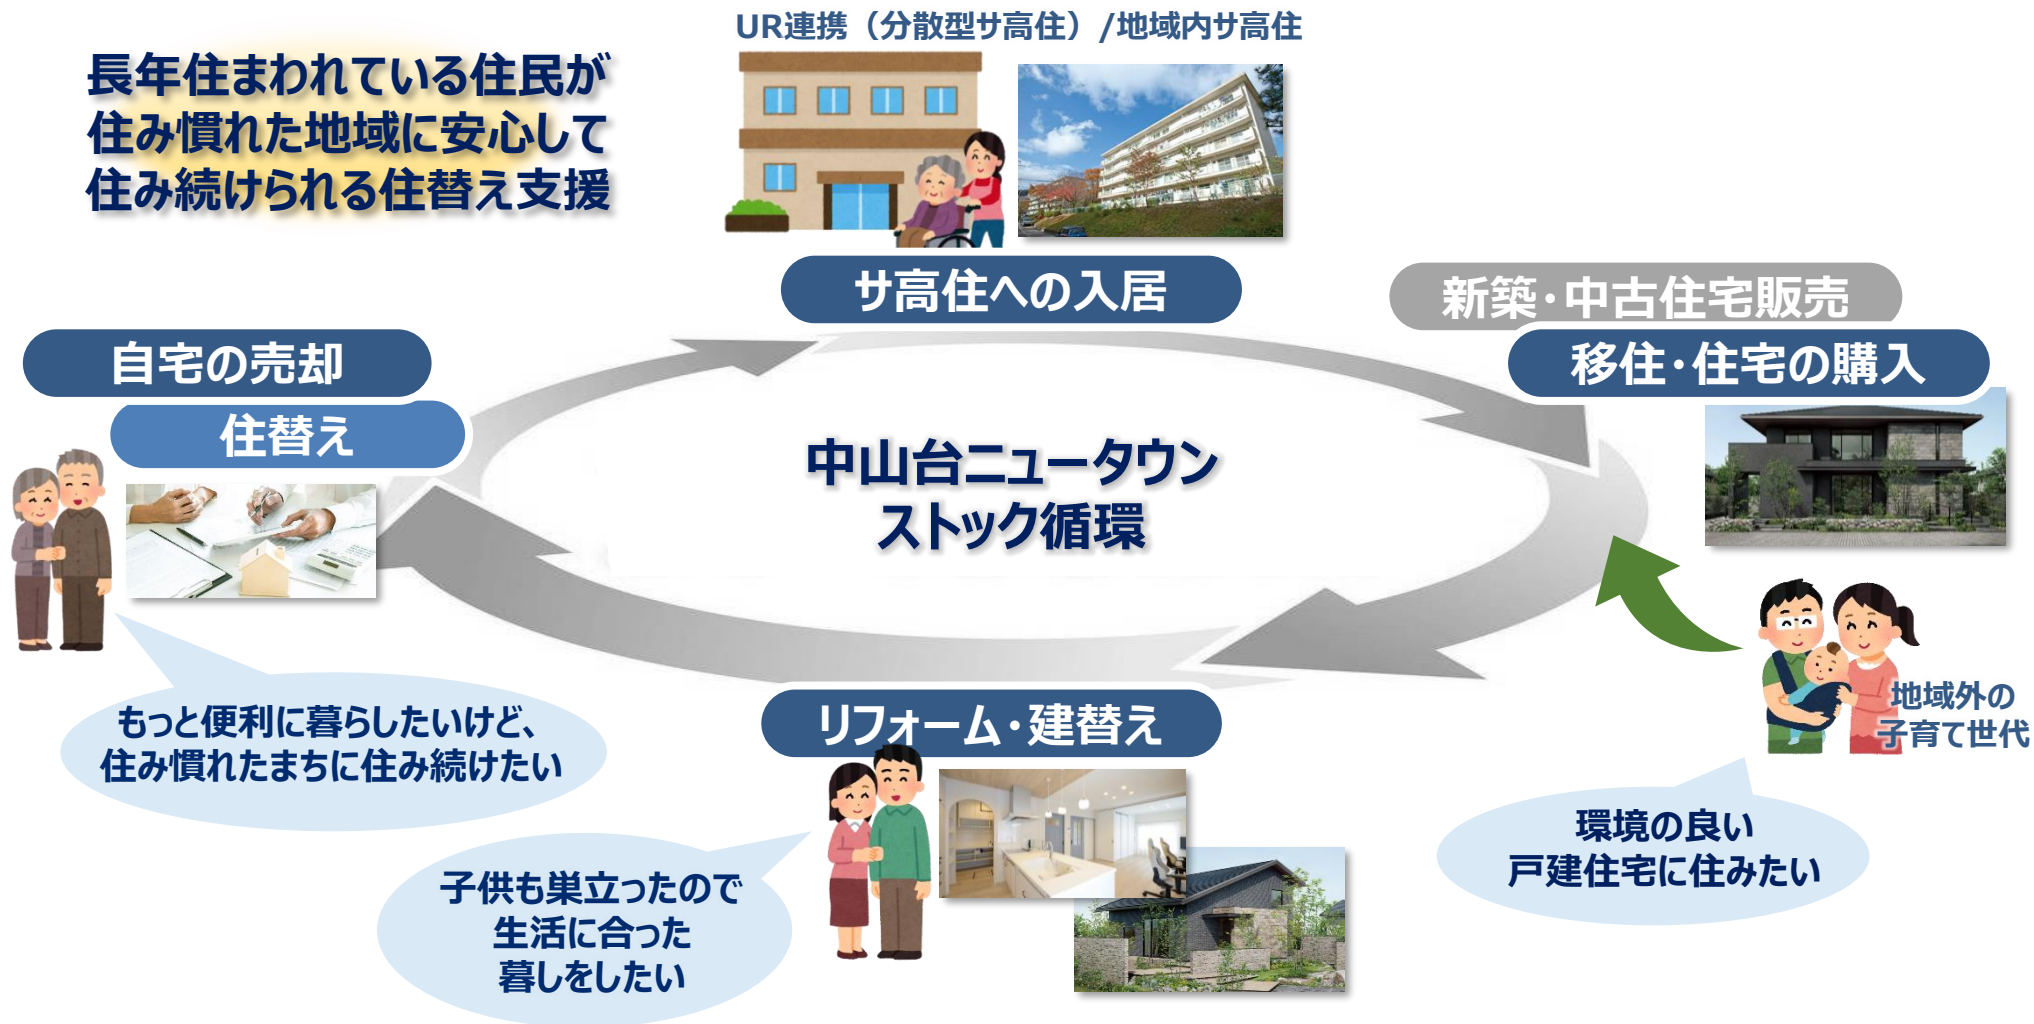 UR連携（分散型サ高住）/地域内サ高住
長年住まわれている住民が
住み慣れた地域に安心して
住み続けられる住替え支援
サ高住への入居
新築・中古住宅販売
移住・住宅の購入
自宅の売却
住替え
中山台ニュータウン
ストック循環
地域外の
子育て世代
もっと便利に暮らしたいけど、
住み慣れたまちに住み続けたい
リフォーム・建替え
環境の良い
戸建住宅に住みたい
子供も巣立ったので
生活に合った
暮しをしたい